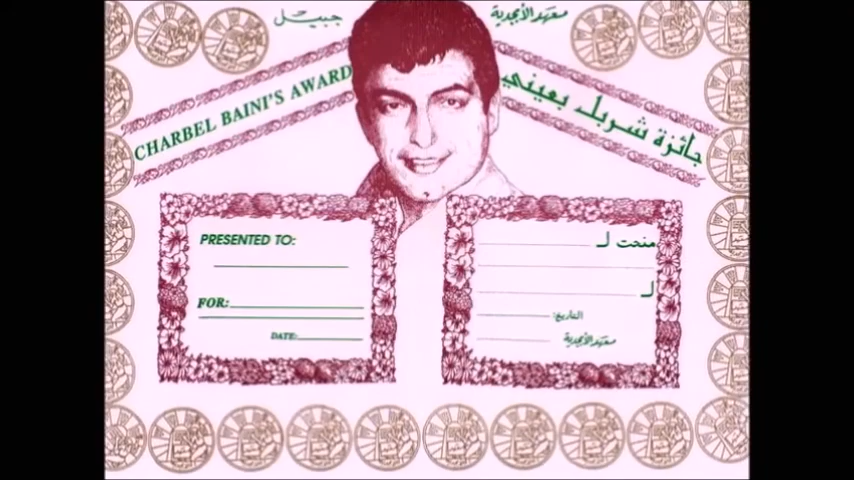 جبيل
معهد الأبجدية
CHARBEL BAINI'S AWARD
جائزة شربل بعيني
PRESENTED TO:
FOR:
DATE:
منحت لـ
لـ
التاريخ:
معهد الأبجدية